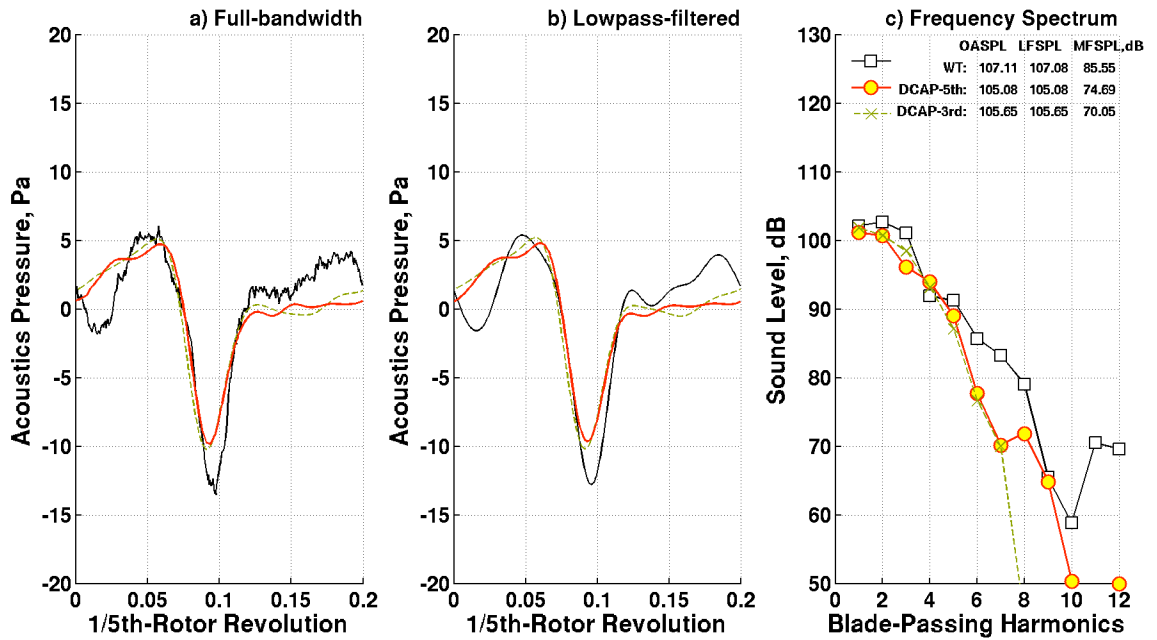 a) Full-bandwidth
20
15
10
5
0
-5
-10
-15
-20
Acoustics Pressure, Pa
0 0.05 0.1 0.15 0.2
1/5th-Rotor Revolution
b) Lowpass-filtered
20
15
10
5
0
-5
-10
-15
-20
Acoustics Pressure, Pa
0 0.05 0.1 0.15 0.2
1/5th-Rotor Revolution
c) Frequency Spectrum
OASPL LFSPL MFSPL,dB
WT: 107.11 107.08 85.55
DCAP-5th: 105.08 105.08 74.69
DCAP-3rd: 105.65 105.65 70.05
130
120
110
100
90
80
70
60
50
Sound Level, dB
0 2 4 6 8 10 12
Blade-Passing Harmonics